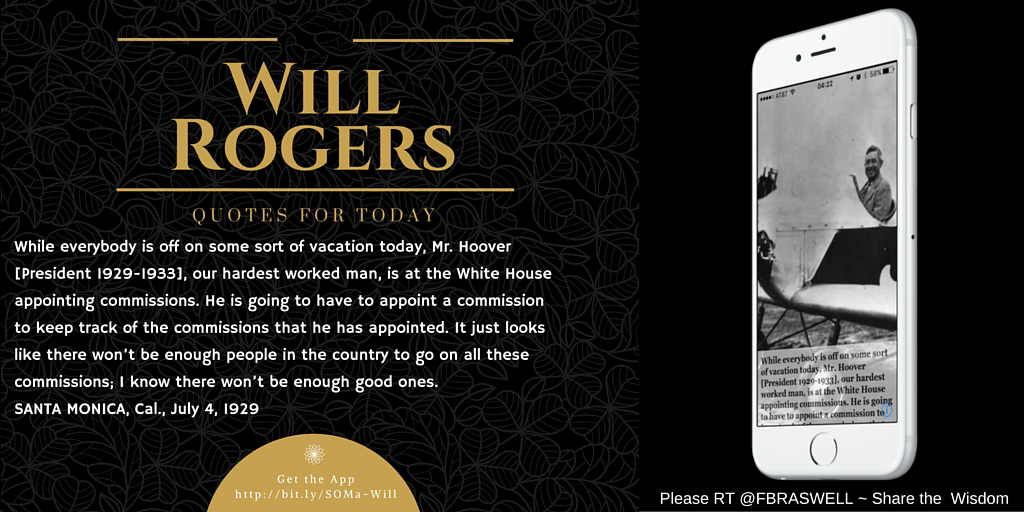 WILL
ROGERS
QUOTES FOR TODAY
While everybody is off on some sort of vacation today, Mr. Hoover
[President 1929-1933], our hardest worked man, is at the White House
appointing commissions. He is going to have to appoint a commission
to keep track of the commissions that he has appointed. It just looks
like there won't be enough people in the country to go on all these
commissions; I know there won't be enough good ones.
SANTA MONICA, Cal., July 4, 1929
Get the App
http://bit.ly/SOMa-Will
AT&T 04:22 58%
While everybody is off on some sort
of vacation today, Mr. Hoover
[President 1929-1933], our hardest
worked man, is at the White House
appointing commissions. He is going
to have to appoint a commission to
Please RT @FBRASWELL ~ Share the Wisdom